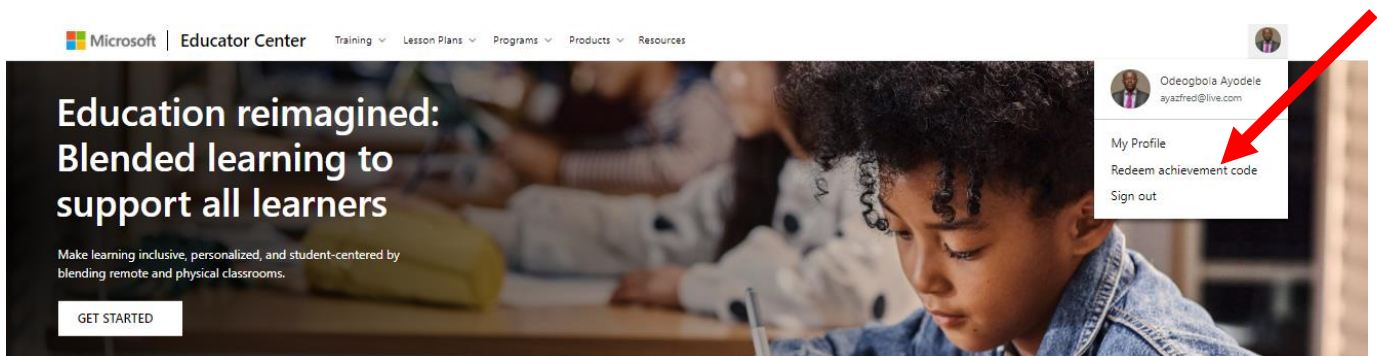 Microsoft Educator Center Training Lesson Plans Programs Products Resources
Odeogbola Ayodele
ayazfred@live.com
My Profile
Redeem achievement code
Sign out
Education reimagined:
Blended learning to
support all learners
Make learning inclusive, personalized, and student-centered by
blending remote and physical classrooms.
GET STARTED